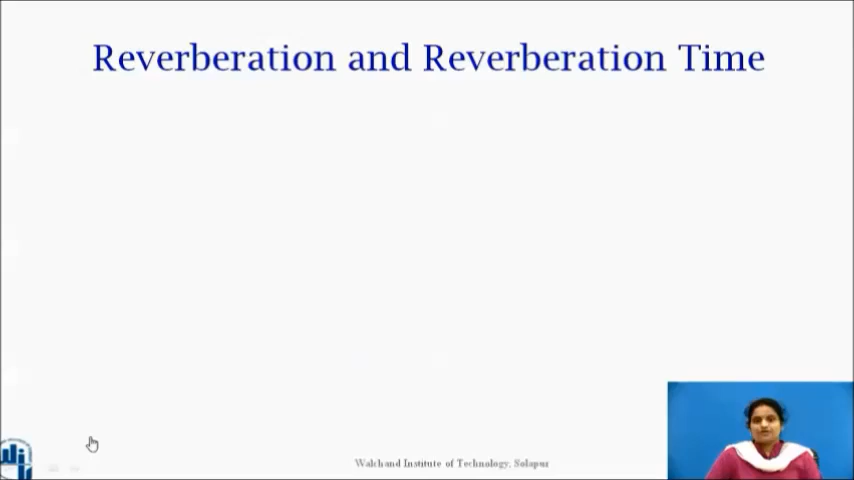 Reverberation and Reverberation Time
Walchand Institute of Technology, Solapur